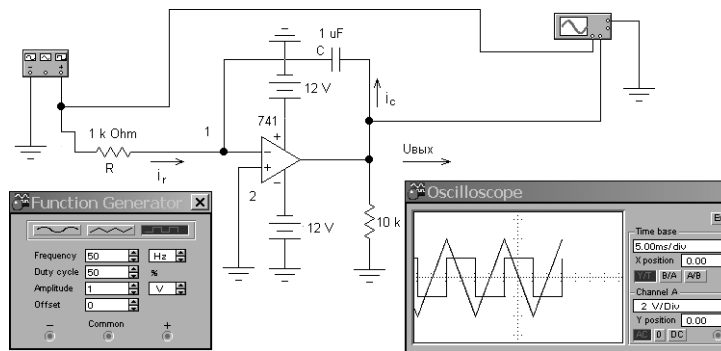 1 uF
C
12 V
i_c
1 k Ohm
R
i_r
1
741
2
+
−
−
+
−
+
Uвых
12 V
10 k
Function Generator
Frequency 50 Hz
Duty cycle 50 %
Amplitude 1 V
Offset 0
− Common +
Oscilloscope
Time base
5.00ms/div
X position 0.00
Y/T B/A A/B
Channel A
2 V/Div
Y position 0.00
AC 0 DC